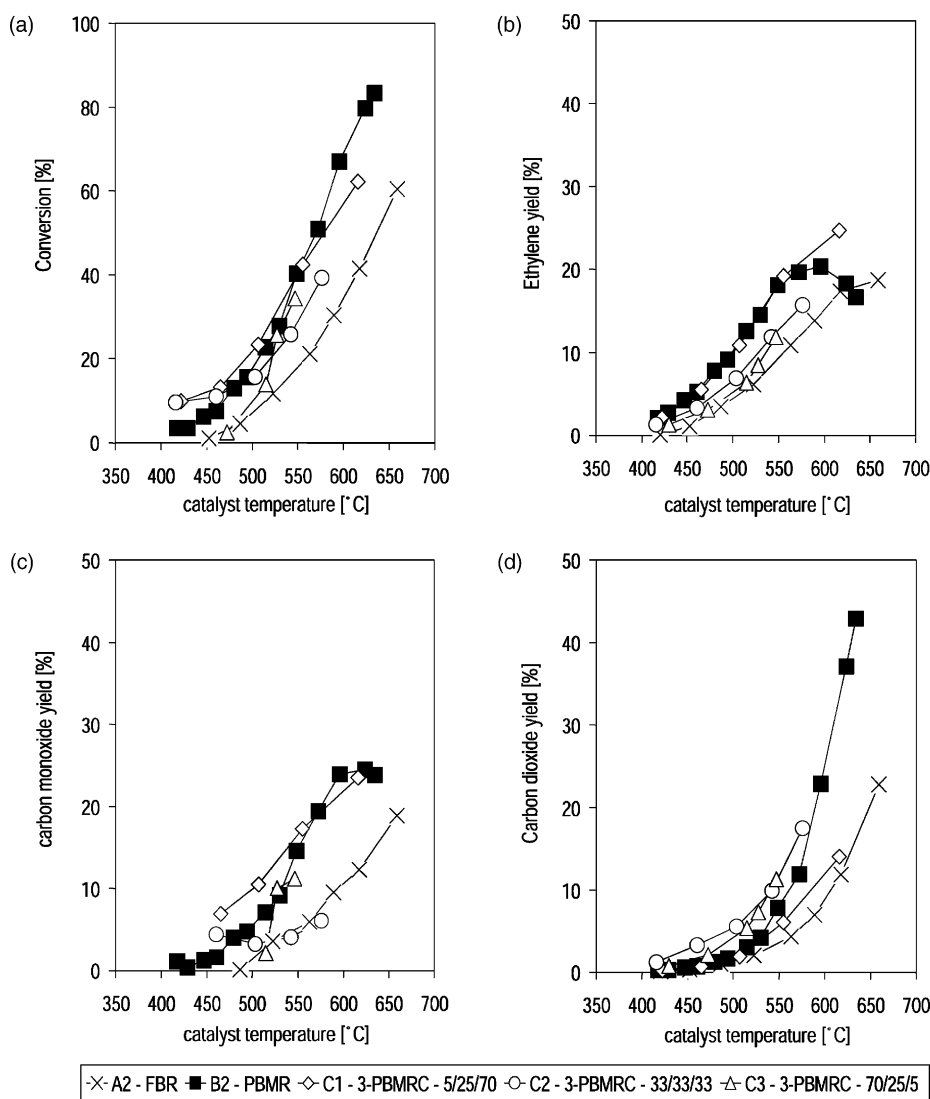 (a)
100
80
60
40
20
0
Conversion [%]
350 400 450 500 550 600 650 700
catalyst temperature [°C]
(b)
50
40
30
20
10
0
Ethylene yield [%]
350 400 450 500 550 600 650 700
catalyst temperature [°C]
(c)
50
40
30
20
10
0
carbon monoxide yield [%]
350 400 450 500 550 600 650 700
catalyst temperature [°C]
(d)
50
40
30
20
10
0
Carbon dioxide yield [%]
350 400 450 500 550 600 650 700
catalyst temperature [°C]
A2 - FBR B2 - PBMR C1 - 3-PBMRC - 5/25/70 C2 - 3-PBMRC - 33/33/33 C3 - 3-PBMRC - 70/25/5